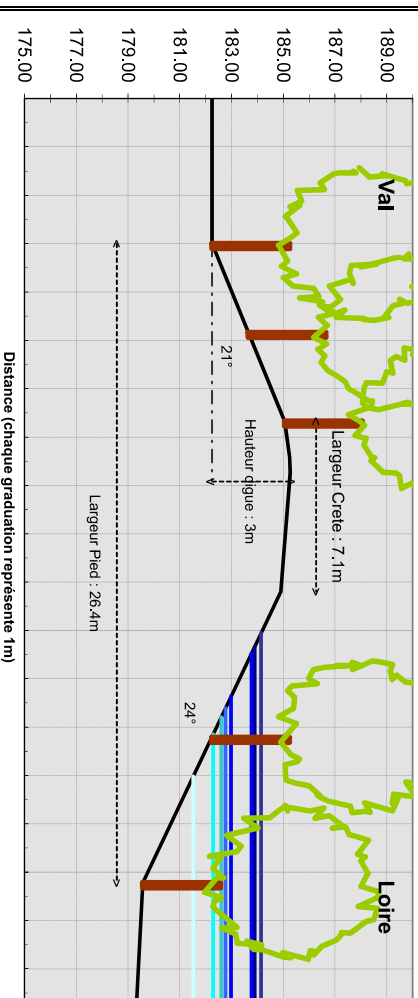 Val
Loire
189.00
187.00
185.00
183.00
181.00
179.00
177.00
175.00
Largeur Crete : 7.1m
Hauteur digue : 3m
21°
24°
Largeur Pied : 26.4m
Distance (chaque graduation représente 1m)